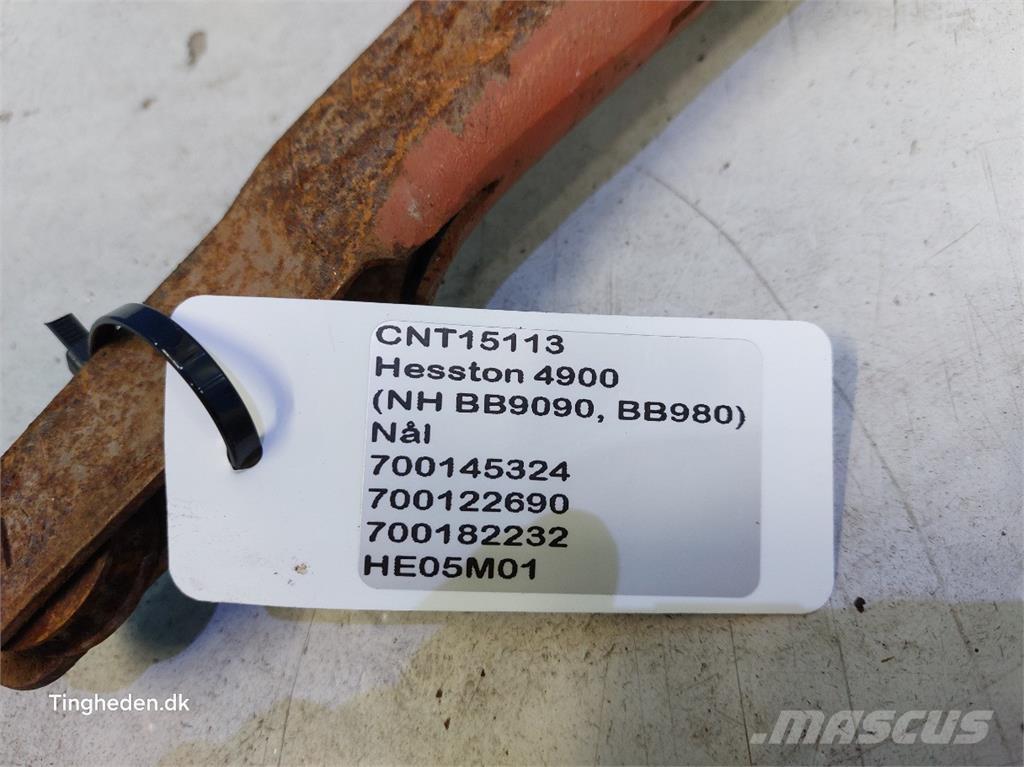 CNT15113
Hesston 4900
(NH BB9090, BB980)
Nål
700145324
700122690
700182232
HE05M01
Tingheden.dk
MASCUS